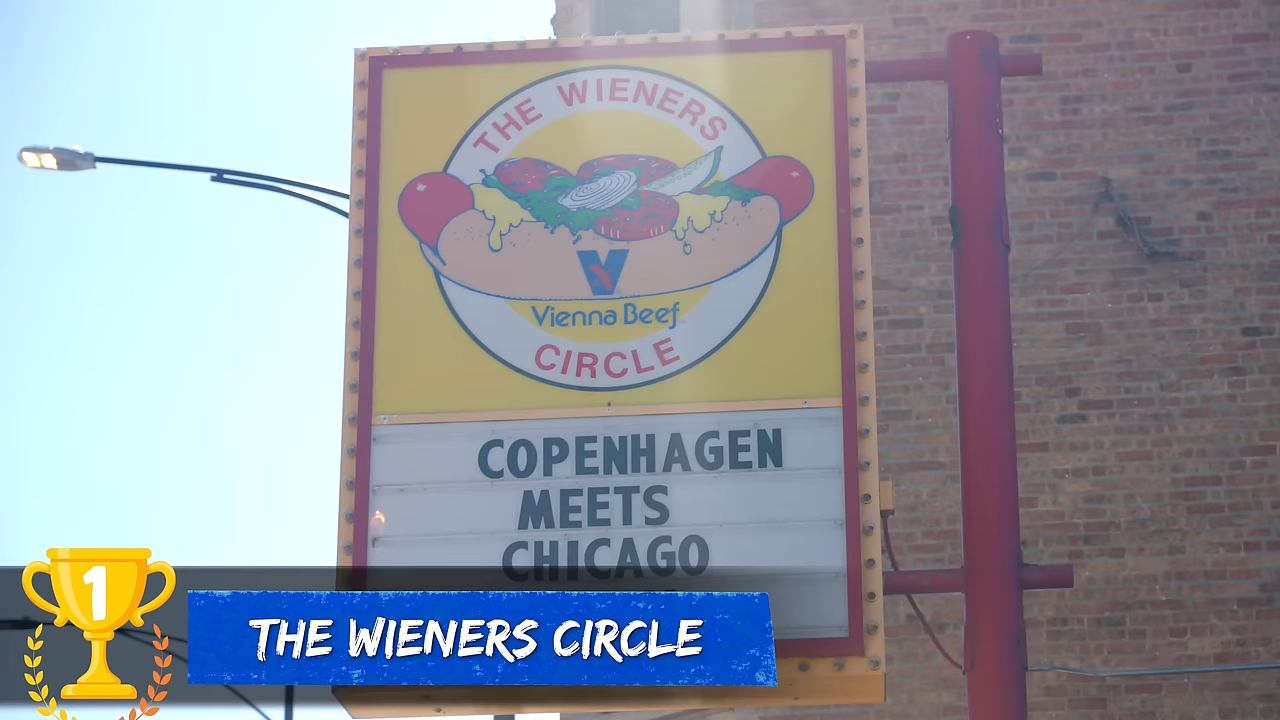 THE WIENERS
V
Vienna Beef
CIRCLE
COPENHAGEN
MEETS
CHICAGO
1
THE WIENERS CIRCLE